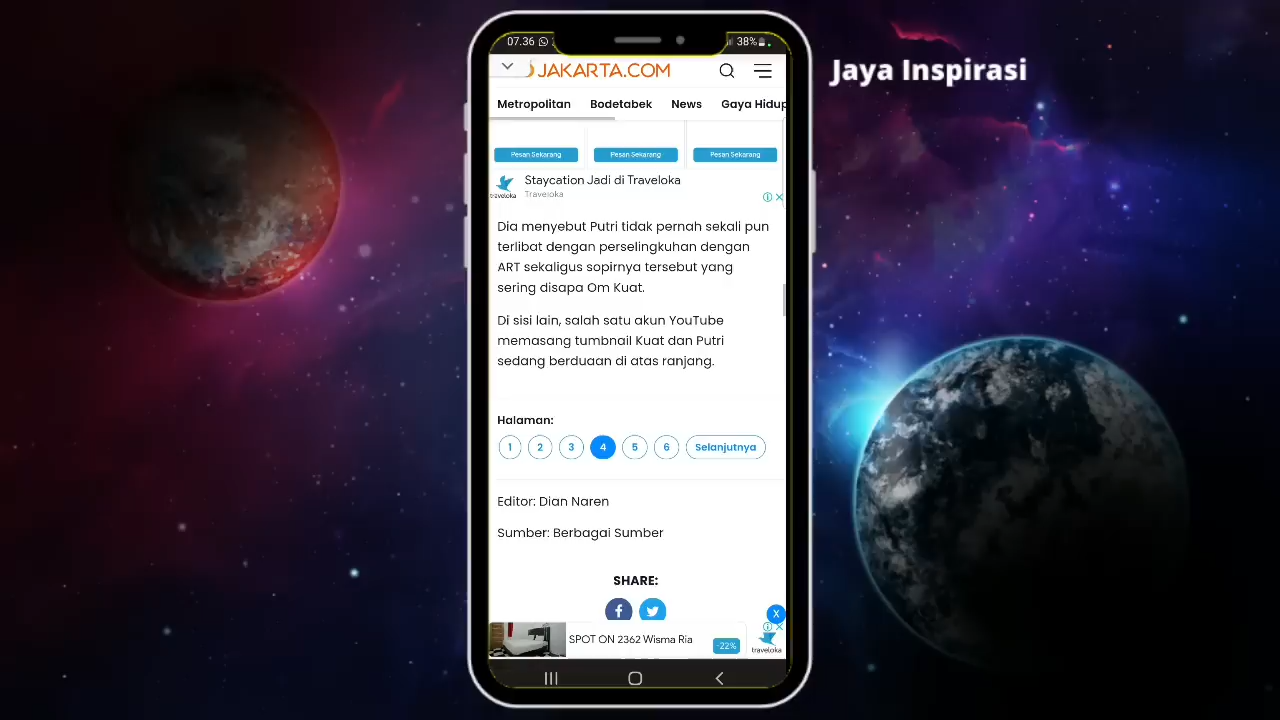 07.36
38%
Jaya Inspirasi
JAKARTA.COM
Metropolitan Bodetabek News Gaya Hidup
Pesan Sekarang Pesan Sekarang Pesan Sekarang
Staycation Jadi di Traveloka
traveloka
Traveloka
Dia menyebut Putri tidak pernah sekali pun
terlibat dengan perselingkuhan dengan
ART sekaligus sopirnya tersebut yang
sering disapa Om Kuat.
Di sisi lain, salah satu akun YouTube
memasang tumbnail Kuat dan Putri
sedang berduaan di atas ranjang.
Halaman:
1 2 3 4 5 6 Selanjutnya
Editor: Dian Naren
Sumber: Berbagai Sumber
SHARE:
X
SPOT ON 2362 Wisma Ria
-22%
traveloka